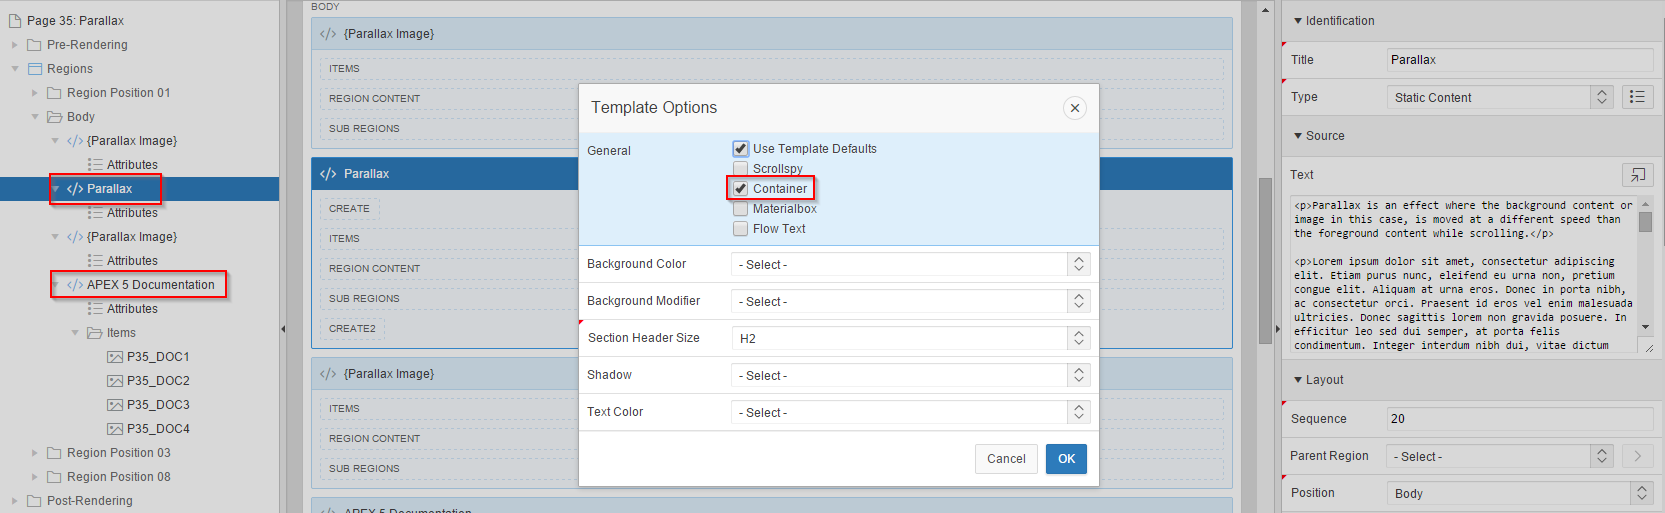 Page 35: Parallax
Pre-Rendering
Regions
Region Position 01
Body
</> {Parallax Image}
Attributes
</> Parallax
Attributes
</> {Parallax Image}
Attributes
</> APEX 5 Documentation
Attributes
Items
P35_DOC1
P35_DOC2
P35_DOC3
P35_DOC4
Region Position 03
Region Position 08
Post-Rendering
BODY
</> {Parallax Image}
ITEMS
REGION CONTENT
SUB REGIONS
</> Parallax
CREATE
ITEMS
REGION CONTENT
SUB REGIONS
CREATE2
</> {Parallax Image}
ITEMS
REGION CONTENT
SUB REGIONS
APEX 5 Documentation
Template Options
General
Use Template Defaults
Scrollspy
Container
Materialbox
Flow Text
Background Color
- Select -
Background Modifier
- Select -
Section Header Size
H2
Shadow
- Select -
Text Color
- Select -
Cancel
OK
Identification
Title
Parallax
Type
Static Content
Source
Text
<p>Parallax is an effect where the background content or
image in this case, is moved at a different speed than
the foreground content while scrolling.</p>
<p>Lorem ipsum dolor sit amet, consectetur adipiscing
elit. Etiam purus nunc, eleifend eu urna non, pretium
congue elit. Aliquam at urna eros. Donec in porta nibh,
ac consectetur orci. Praesent id eros vel enim malesuada
ultricies. Donec sagittis lorem non gravida posuere. In
efficitur leo sed dui semper, at porta felis
condimentum. Integer interdum nibh dui, vitae dictum
Layout
Sequence
20
Parent Region
- Select -
Position
Body